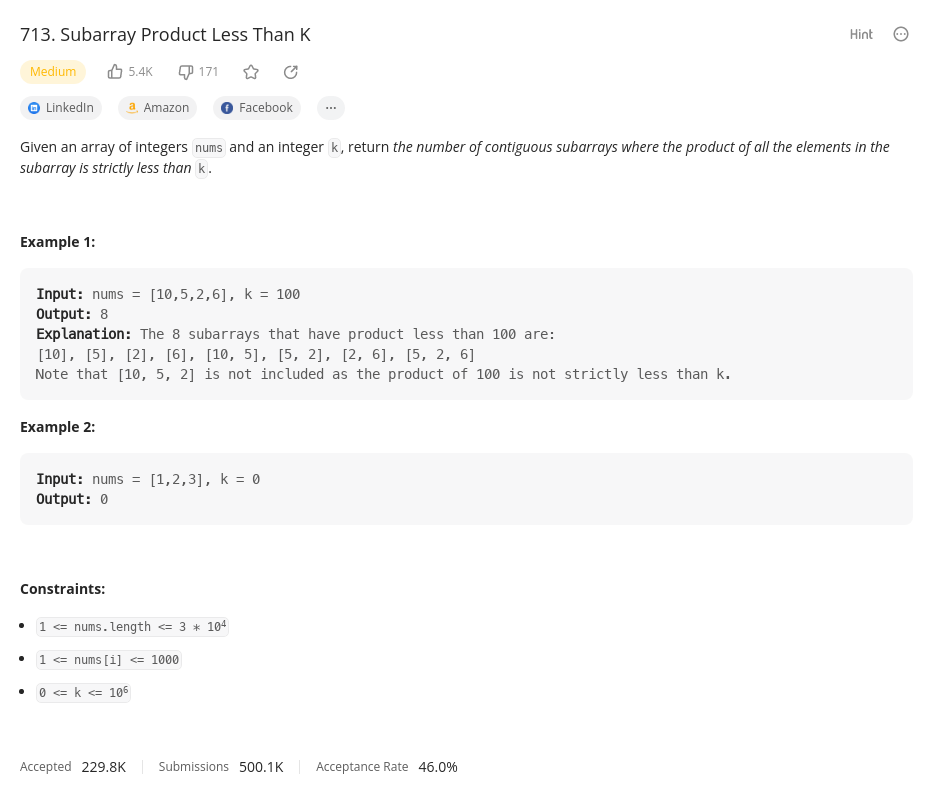 713. Subarray Product Less Than K
Hint
Medium 5.4K 171
LinkedIn Amazon Facebook ...
Given an array of integers nums and an integer k, return the number of contiguous subarrays where the product of all the elements in the
subarray is strictly less than k.
Example 1:
Input: nums = [10,5,2,6], k = 100
Output: 8
Explanation: The 8 subarrays that have product less than 100 are:
[10], [5], [2], [6], [10, 5], [5, 2], [2, 6], [5, 2, 6]
Note that [10, 5, 2] is not included as the product of 100 is not strictly less than k.
Example 2:
Input: nums = [1,2,3], k = 0
Output: 0
Constraints:
• 1 <= nums.length <= 3 * 10⁴
• 1 <= nums[i] <= 1000
• 0 <= k <= 10⁶
Accepted 229.8K Submissions 500.1K Acceptance Rate 46.0%